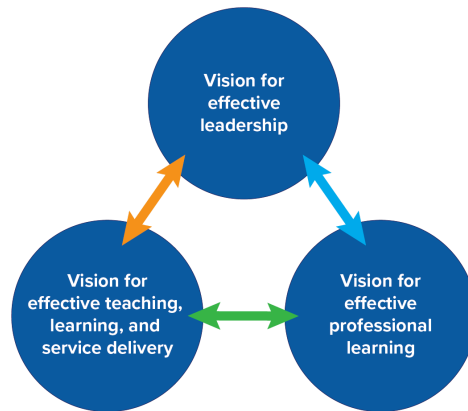 Vision for
effective
leadership
Vision for
effective teaching,
learning, and
service delivery
Vision for
effective
professional
learning